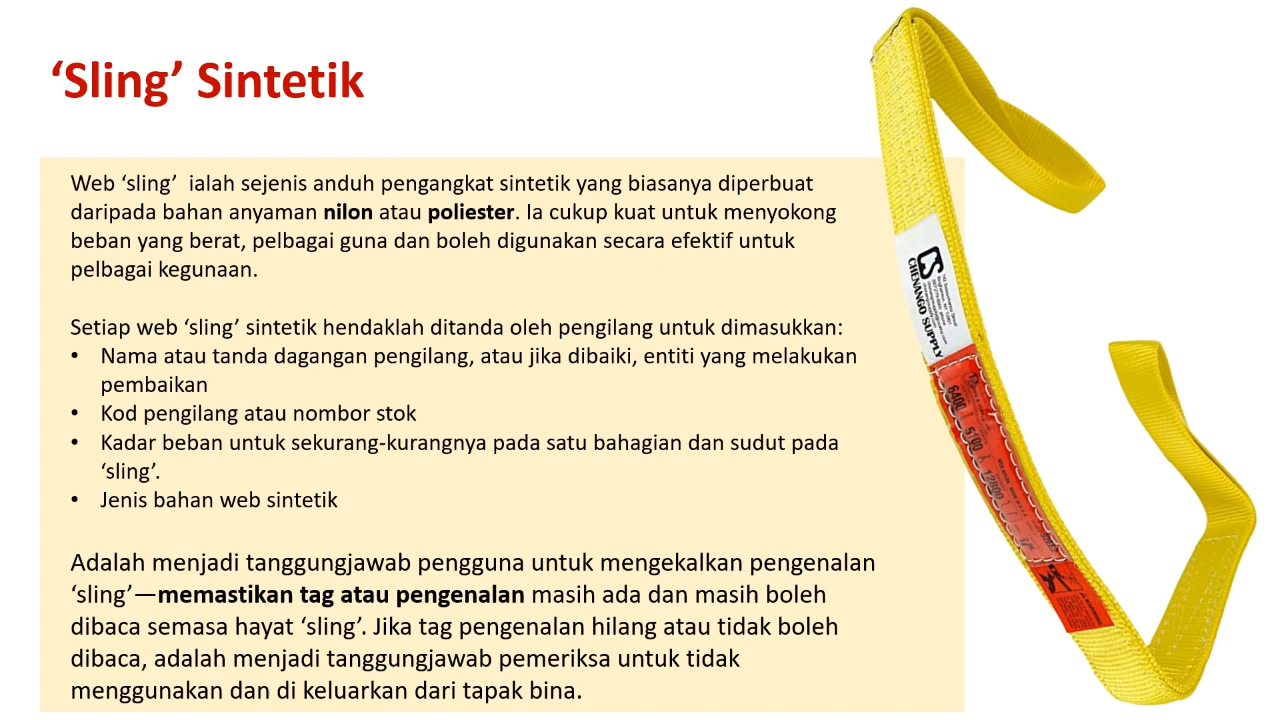 ‘Sling’ Sintetik
Web ‘sling’ ialah sejenis anduh pengangkat sintetik yang biasanya diperbuat
daripada bahan anyaman nilon atau poliester. Ia cukup kuat untuk menyokong
beban yang berat, pelbagai guna dan boleh digunakan secara efektif untuk
pelbagai kegunaan.
Setiap web ‘sling’ sintetik hendaklah ditanda oleh pengilang untuk dimasukkan:
• Nama atau tanda dagangan pengilang, atau jika dibaiki, entiti yang melakukan
pembaikan
• Kod pengilang atau nombor stok
• Kadar beban untuk sekurang-kurangnya pada satu bahagian dan sudut pada
‘sling’.
• Jenis bahan web sintetik
Adalah menjadi tanggungjawab pengguna untuk mengekalkan pengenalan
‘sling’—memastikan tag atau pengenalan masih ada dan masih boleh
dibaca semasa hayat ‘sling’. Jika tag pengenalan hilang atau tidak boleh
dibaca, adalah menjadi tanggungjawab pemeriksa untuk tidak
menggunakan dan di keluarkan dari tapak bina.
CS
CHENANGO SUPPLY
6400
12800